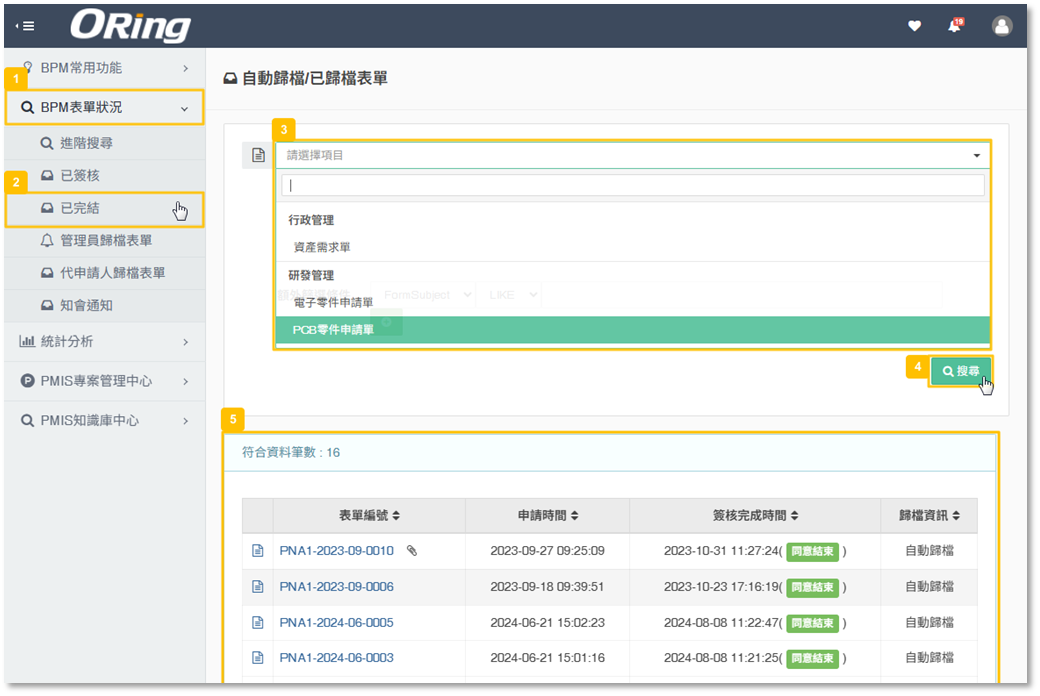 ORing
19
BPM常用功能
1
BPM表單狀況
進階搜尋
已簽核
2
已完結
管理員歸檔表單
代申請人歸檔表單
知會通知
統計分析
PMIS專案管理中心
PMIS知識庫中心
自動歸檔/已歸檔表單
3
請選擇項目
行政管理
資產需求單
研發管理
額外篩選條件 FormSubject LIKE
電子零件申請單
PCB零件申請單
4
搜尋
5
符合資料筆數 : 16
表單編號 申請時間 簽核完成時間 歸檔資訊
PNA1-2023-09-0010 2023-09-27 09:25:09 2023-10-31 11:27:24( 同意結束 ) 自動歸檔
PNA1-2023-09-0006 2023-09-18 09:39:51 2023-10-23 17:16:19( 同意結束 ) 自動歸檔
PNA1-2024-06-0005 2024-06-21 15:02:23 2024-08-08 11:22:47( 同意結束 ) 自動歸檔
PNA1-2024-06-0003 2024-06-21 15:01:16 2024-08-08 11:21:25( 同意結束 ) 自動歸檔